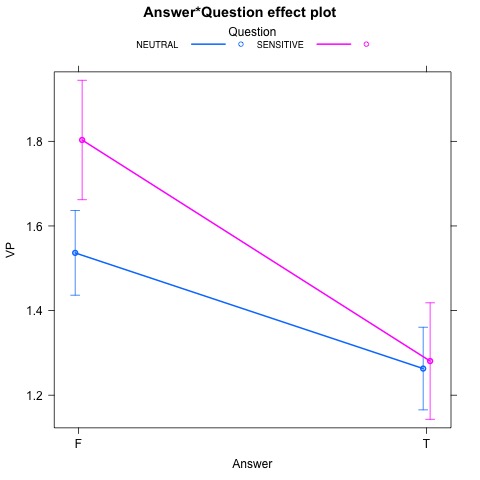 Answer*Question effect plot
Question
NEUTRAL SENSITIVE
1.8
1.6
1.4
1.2
VP
F T
Answer